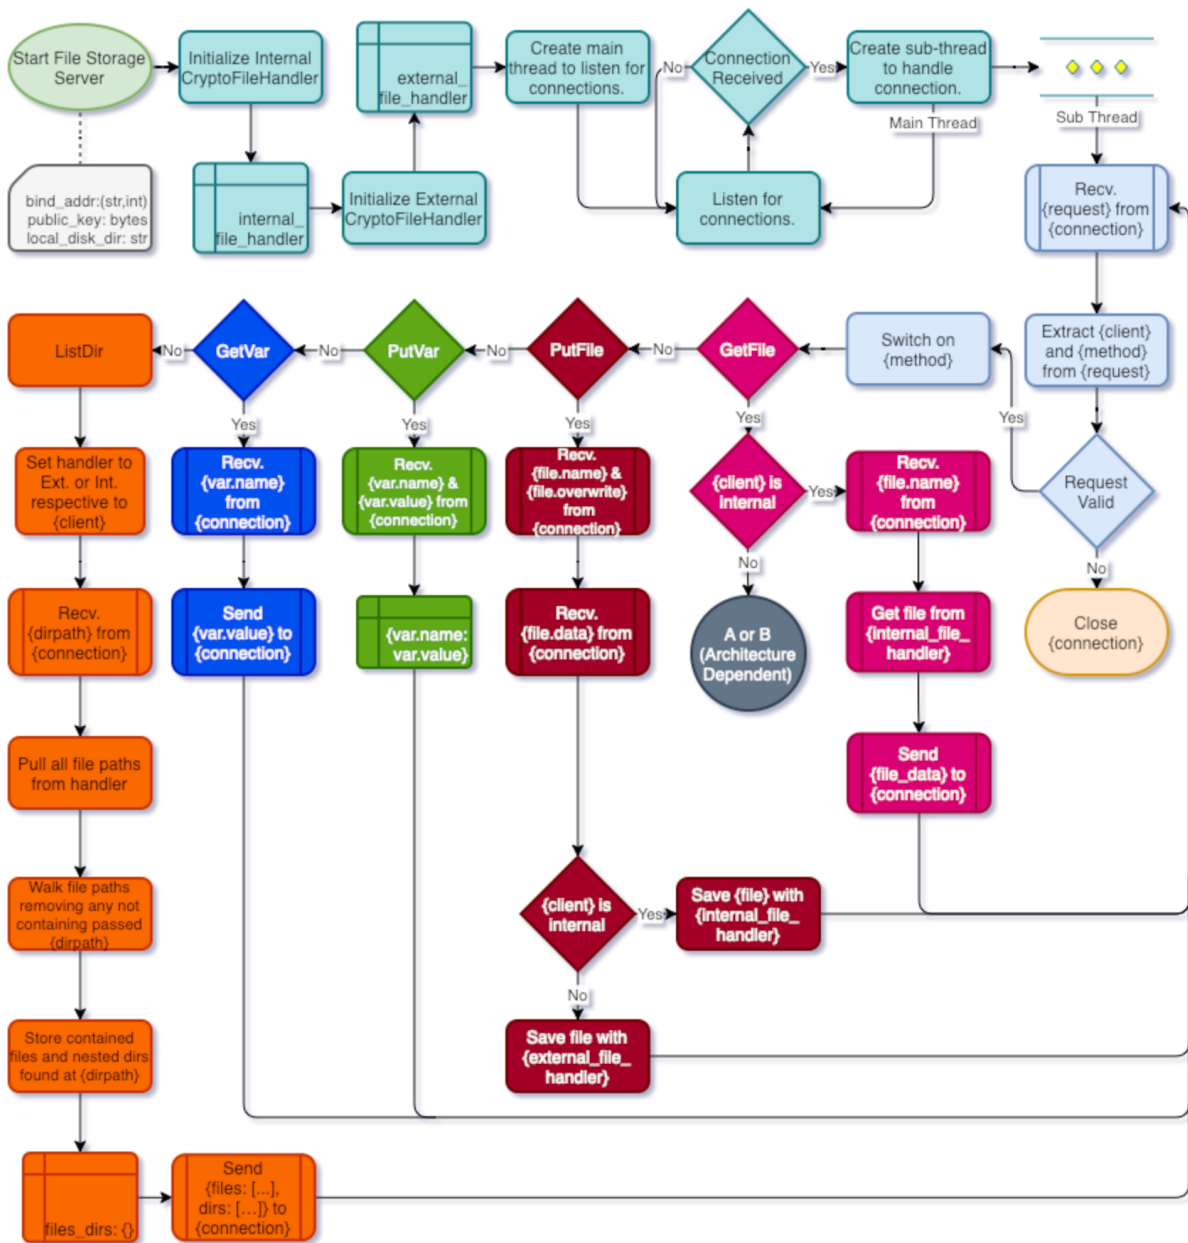 Start File Storage
Server
Initialize Internal
CryptoFileHandler
external_
file_handler
Create main
thread to listen for
connections.
No
Connection
Received
Yes
Create sub-thread
to handle
connection.
Main Thread
Sub Thread
bind_addr:(str,int)
public_key: bytes
local_disk_dir: str
internal_
file_handler
Initialize External
CryptoFileHandler
Listen for
connections.
Recv.
{request} from
{connection}
ListDir
No
GetVar
No
PutVar
No
PutFile
No
GetFile
Switch on
{method}
Extract {client}
and {method}
from {request}
Yes
Yes
Yes
Yes
Yes
Set handler to
Ext. or Int.
respective to
{client}
Recv.
{var.name}
from
{connection}
Recv.
{var.name} &
{var.value} from
{connection}
Recv.
{file.name} &
{file.overwrite}
from
{connection}
{client} is
internal
Yes
Recv.
{file.name}
from
{connection}
Request
Valid
No
No
Recv.
{dirpath} from
{connection}
Send
{var.value} to
{connection}
{var.name:
var.value}
Recv.
{file.data} from
{connection}
A or B
(Architecture
Dependent)
Get file from
{internal_file_
handler}
Close
{connection}
Pull all file paths
from handler
Send
{file_data} to
{connection}
Walk file paths
removing any not
containing passed
{dirpath}
{client} is
internal
Yes
Save {file} with
{internal_file_
handler}
No
Store contained
files and nested dirs
found at {dirpath}
Save file with
{external_file_
handler}
files_dirs: {}
Send
{files: [...],
dirs: [...]} to
{connection}